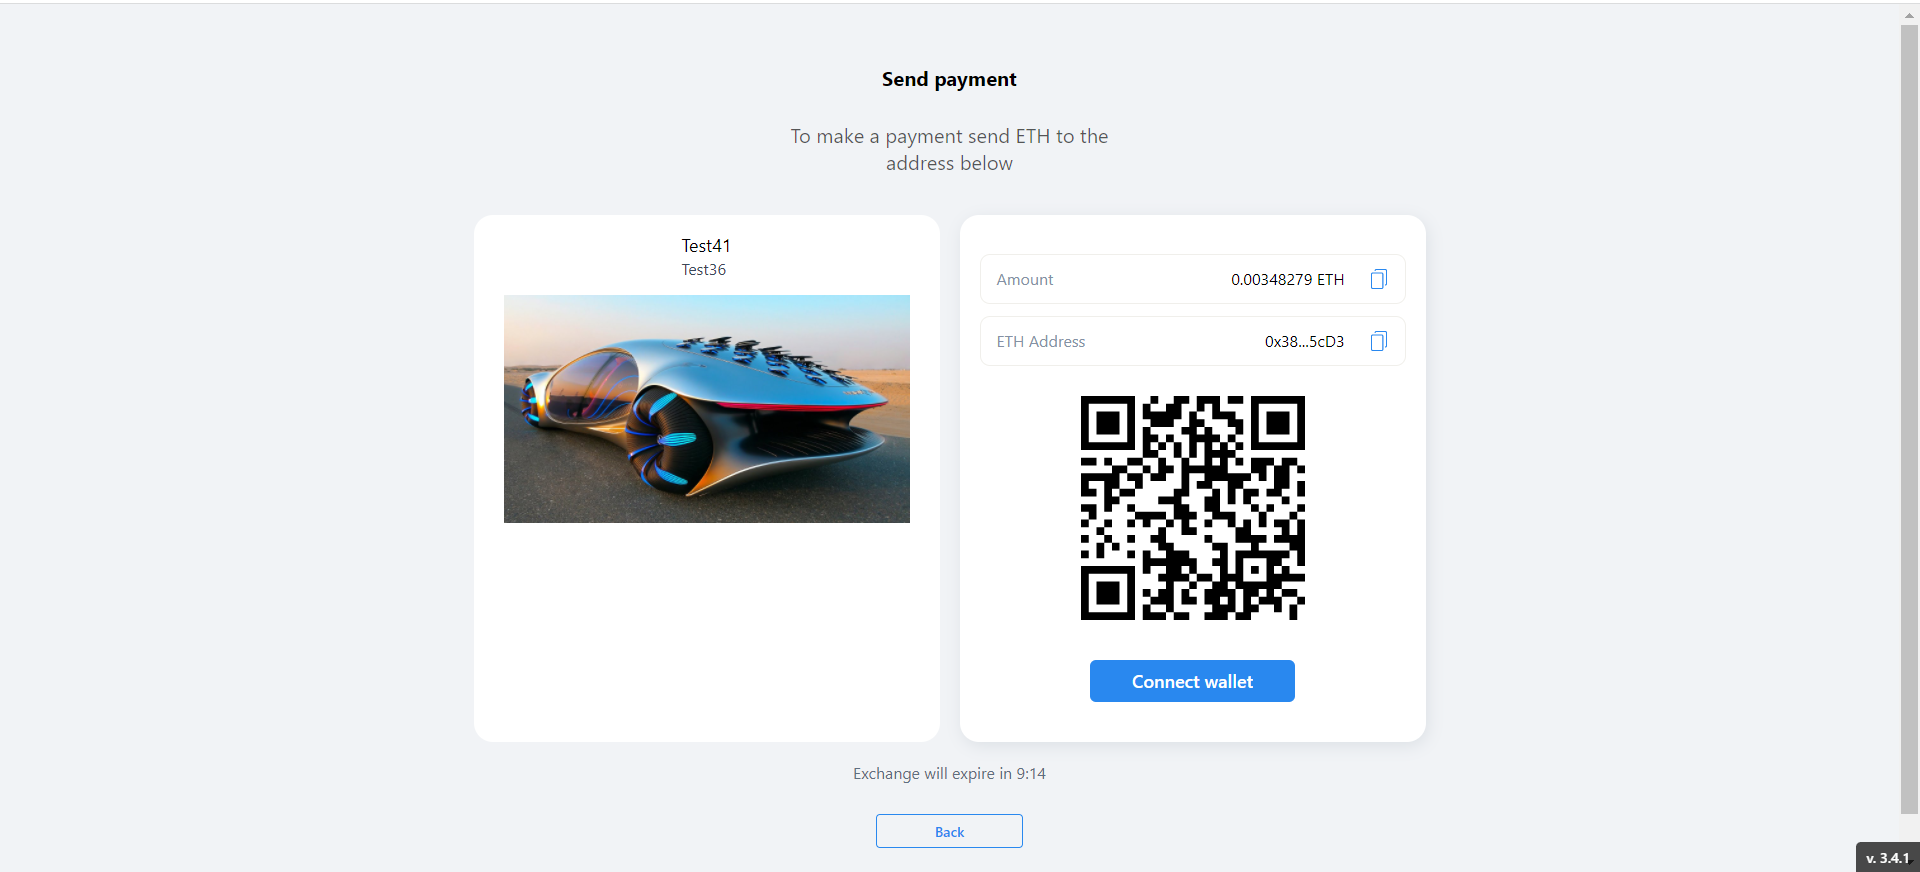 Send payment
To make a payment send ETH to the
address below
Test41
Test36
Amount 0.00348279 ETH
ETH Address 0x38...5cD3
Connect wallet
Exchange will expire in 9:14
Back
v. 3.4.1